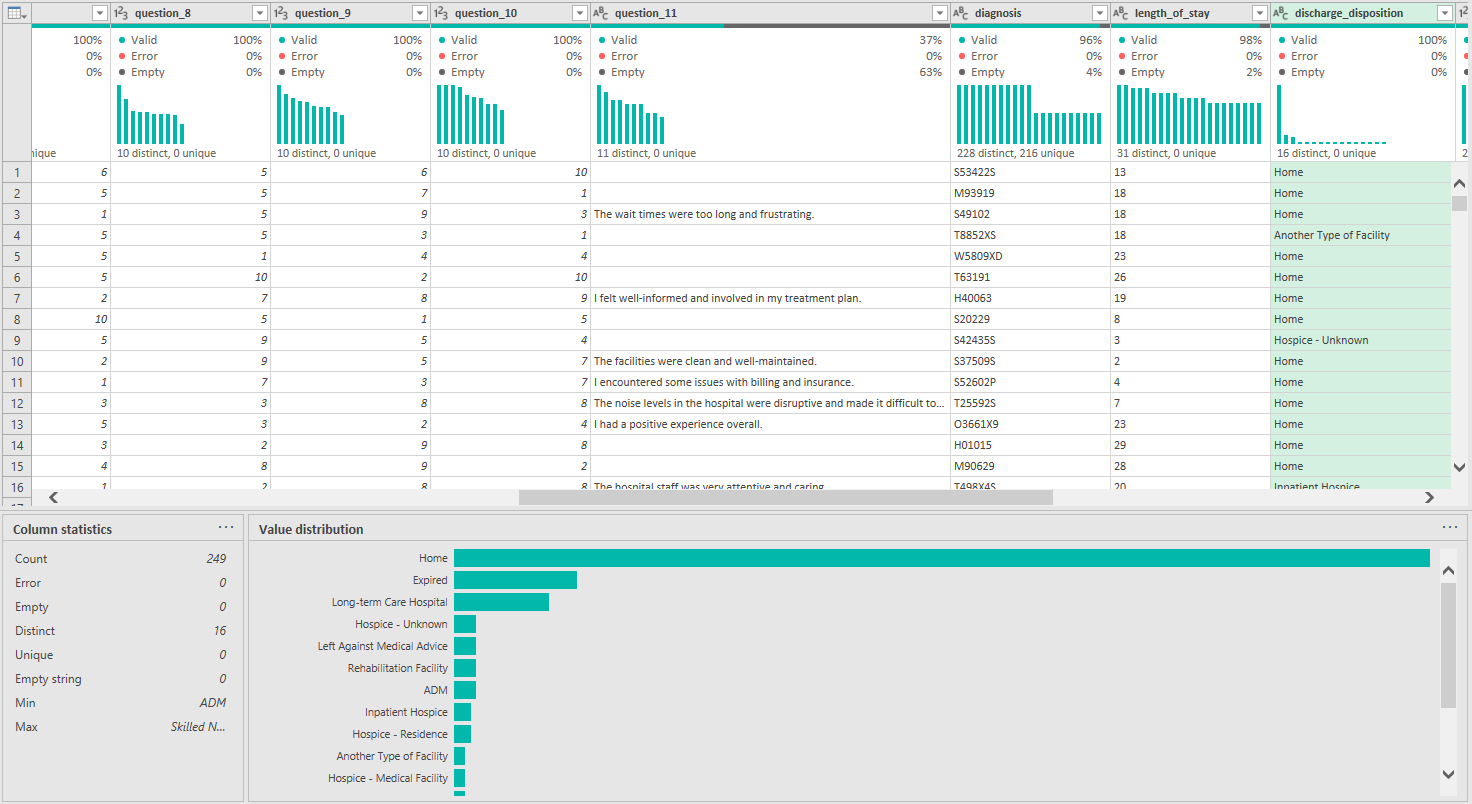 1²3 question_8 1²3 question_9 1²3 question_10 ABC question_11 ABC diagnosis ABC length_of_stay ABC discharge_disposition 1²
100% Valid 100% Valid 100% Valid 100% Valid 37% Valid 96% Valid 98% Valid 100%
0% Error 0% Error 0% Error 0% Error 0% Error 0% Error 0% Error 0%
0% Empty 0% Empty 0% Empty 0% Empty 63% Empty 4% Empty 2% Empty 0%
nique 10 distinct, 0 unique 10 distinct, 0 unique 10 distinct, 0 unique 11 distinct, 0 unique 228 distinct, 216 unique 31 distinct, 0 unique 16 distinct, 0 unique 2
1 6 5 6 10 S53422S 13 Home
2 5 5 7 1 M93919 18 Home
3 1 5 9 3 The wait times were too long and frustrating. S49102 18 Home
4 5 5 3 1 T8852XS 18 Another Type of Facility
5 5 1 4 4 W5809XD 23 Home
6 5 10 2 10 T63191 26 Home
7 2 7 8 9 I felt well-informed and involved in my treatment plan. H40063 19 Home
8 10 5 1 5 S20229 8 Home
9 5 9 5 4 S42435S 3 Hospice - Unknown
10 2 9 5 7 The facilities were clean and well-maintained. S37509S 2 Home
11 1 7 3 7 I encountered some issues with billing and insurance. S52602P 4 Home
12 3 3 8 8 The noise levels in the hospital were disruptive and made it difficult to... T25592S 7 Home
13 5 3 2 4 I had a positive experience overall. O3661X9 23 Home
14 3 2 9 8 H01015 29 Home
15 4 8 9 2 M90629 28 Home
16 1 2 8 8 The hospital staff was very attentive and caring. T498X4S 20 Inpatient Hospice
17
Column statistics ...
Count 249
Error 0
Empty 0
Distinct 16
Unique 0
Empty string 0
Min ADM
Max Skilled N...
Value distribution ...
Home
Expired
Long-term Care Hospital
Hospice - Unknown
Left Against Medical Advice
Rehabilitation Facility
ADM
Inpatient Hospice
Hospice - Residence
Another Type of Facility
Hospice - Medical Facility